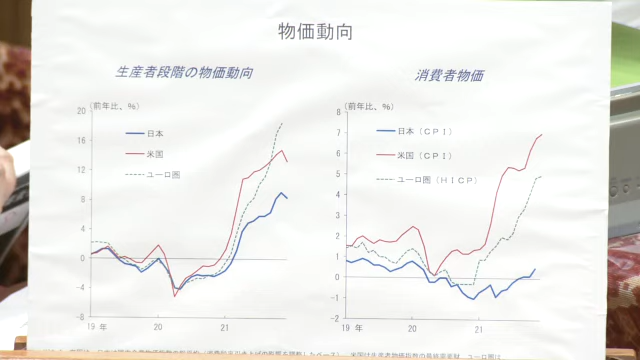 物価動向
生産者段階の物価動向
消費者物価
(前年比、%)
(前年比、%)
20
16
12
8
4
0
-4
-8
日本
米国
ユーロ圏
19 年
20
21
8
7
6
5
4
3
2
1
0
-1
-2
日本(CPI)
米国(CPI)
ユーロ圏(HICP)
19 年
20
21